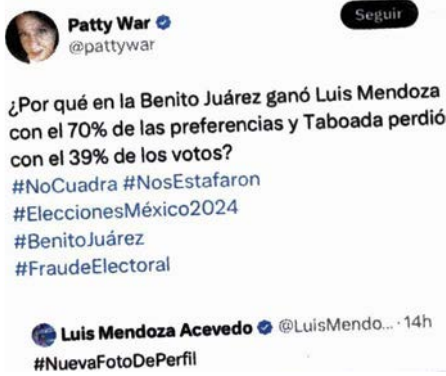 Patty War
Seguir
@pattywar
¿Por qué en la Benito Juárez ganó Luis Mendoza
con el 70% de las preferencias y Taboada perdió
con el 39% de los votos?
#NoCuadra #NosEstafaron
#EleccionesMéxico2024
#BenitoJuárez
#FraudeElectoral
Luis Mendoza Acevedo @LuisMendo... · 14h
#NuevaFotoDePerfil